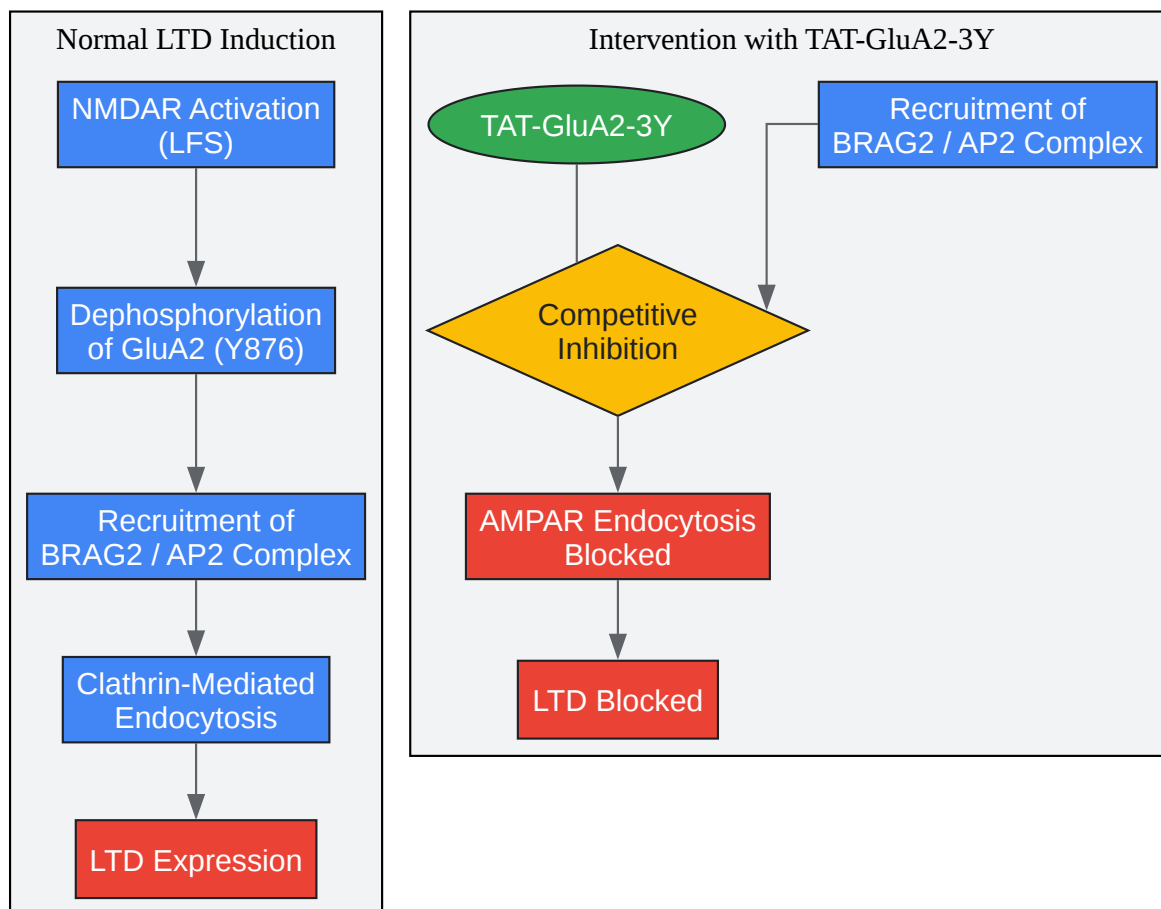 Normal LTD Induction
NMDAR Activation
(LFS)
Dephosphorylation
of GluA2 (Y876)
Recruitment of
BRAG2 / AP2 Complex
Clathrin-Mediated
Endocytosis
LTD Expression
Intervention with TAT-GluA2-3Y
TAT-GluA2-3Y
Recruitment of
BRAG2 / AP2 Complex
Competitive
Inhibition
AMPAR Endocytosis
Blocked
LTD Blocked